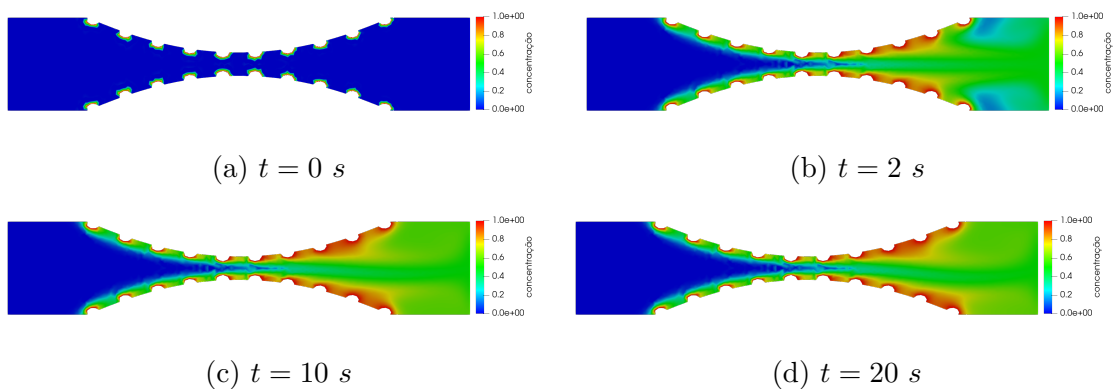 1.0e+00
0.8
0.6
0.4
0.2
0.0e+00
concentração
1.0e+00
0.8
0.6
0.4
0.2
0.0e+00
concentração
(a) t = 0 s
(b) t = 2 s
1.0e+00
0.8
0.6
0.4
0.2
0.0e+00
concentração
1.0e+00
0.8
0.6
0.4
0.2
0.0e+00
concentração
(c) t = 10 s
(d) t = 20 s